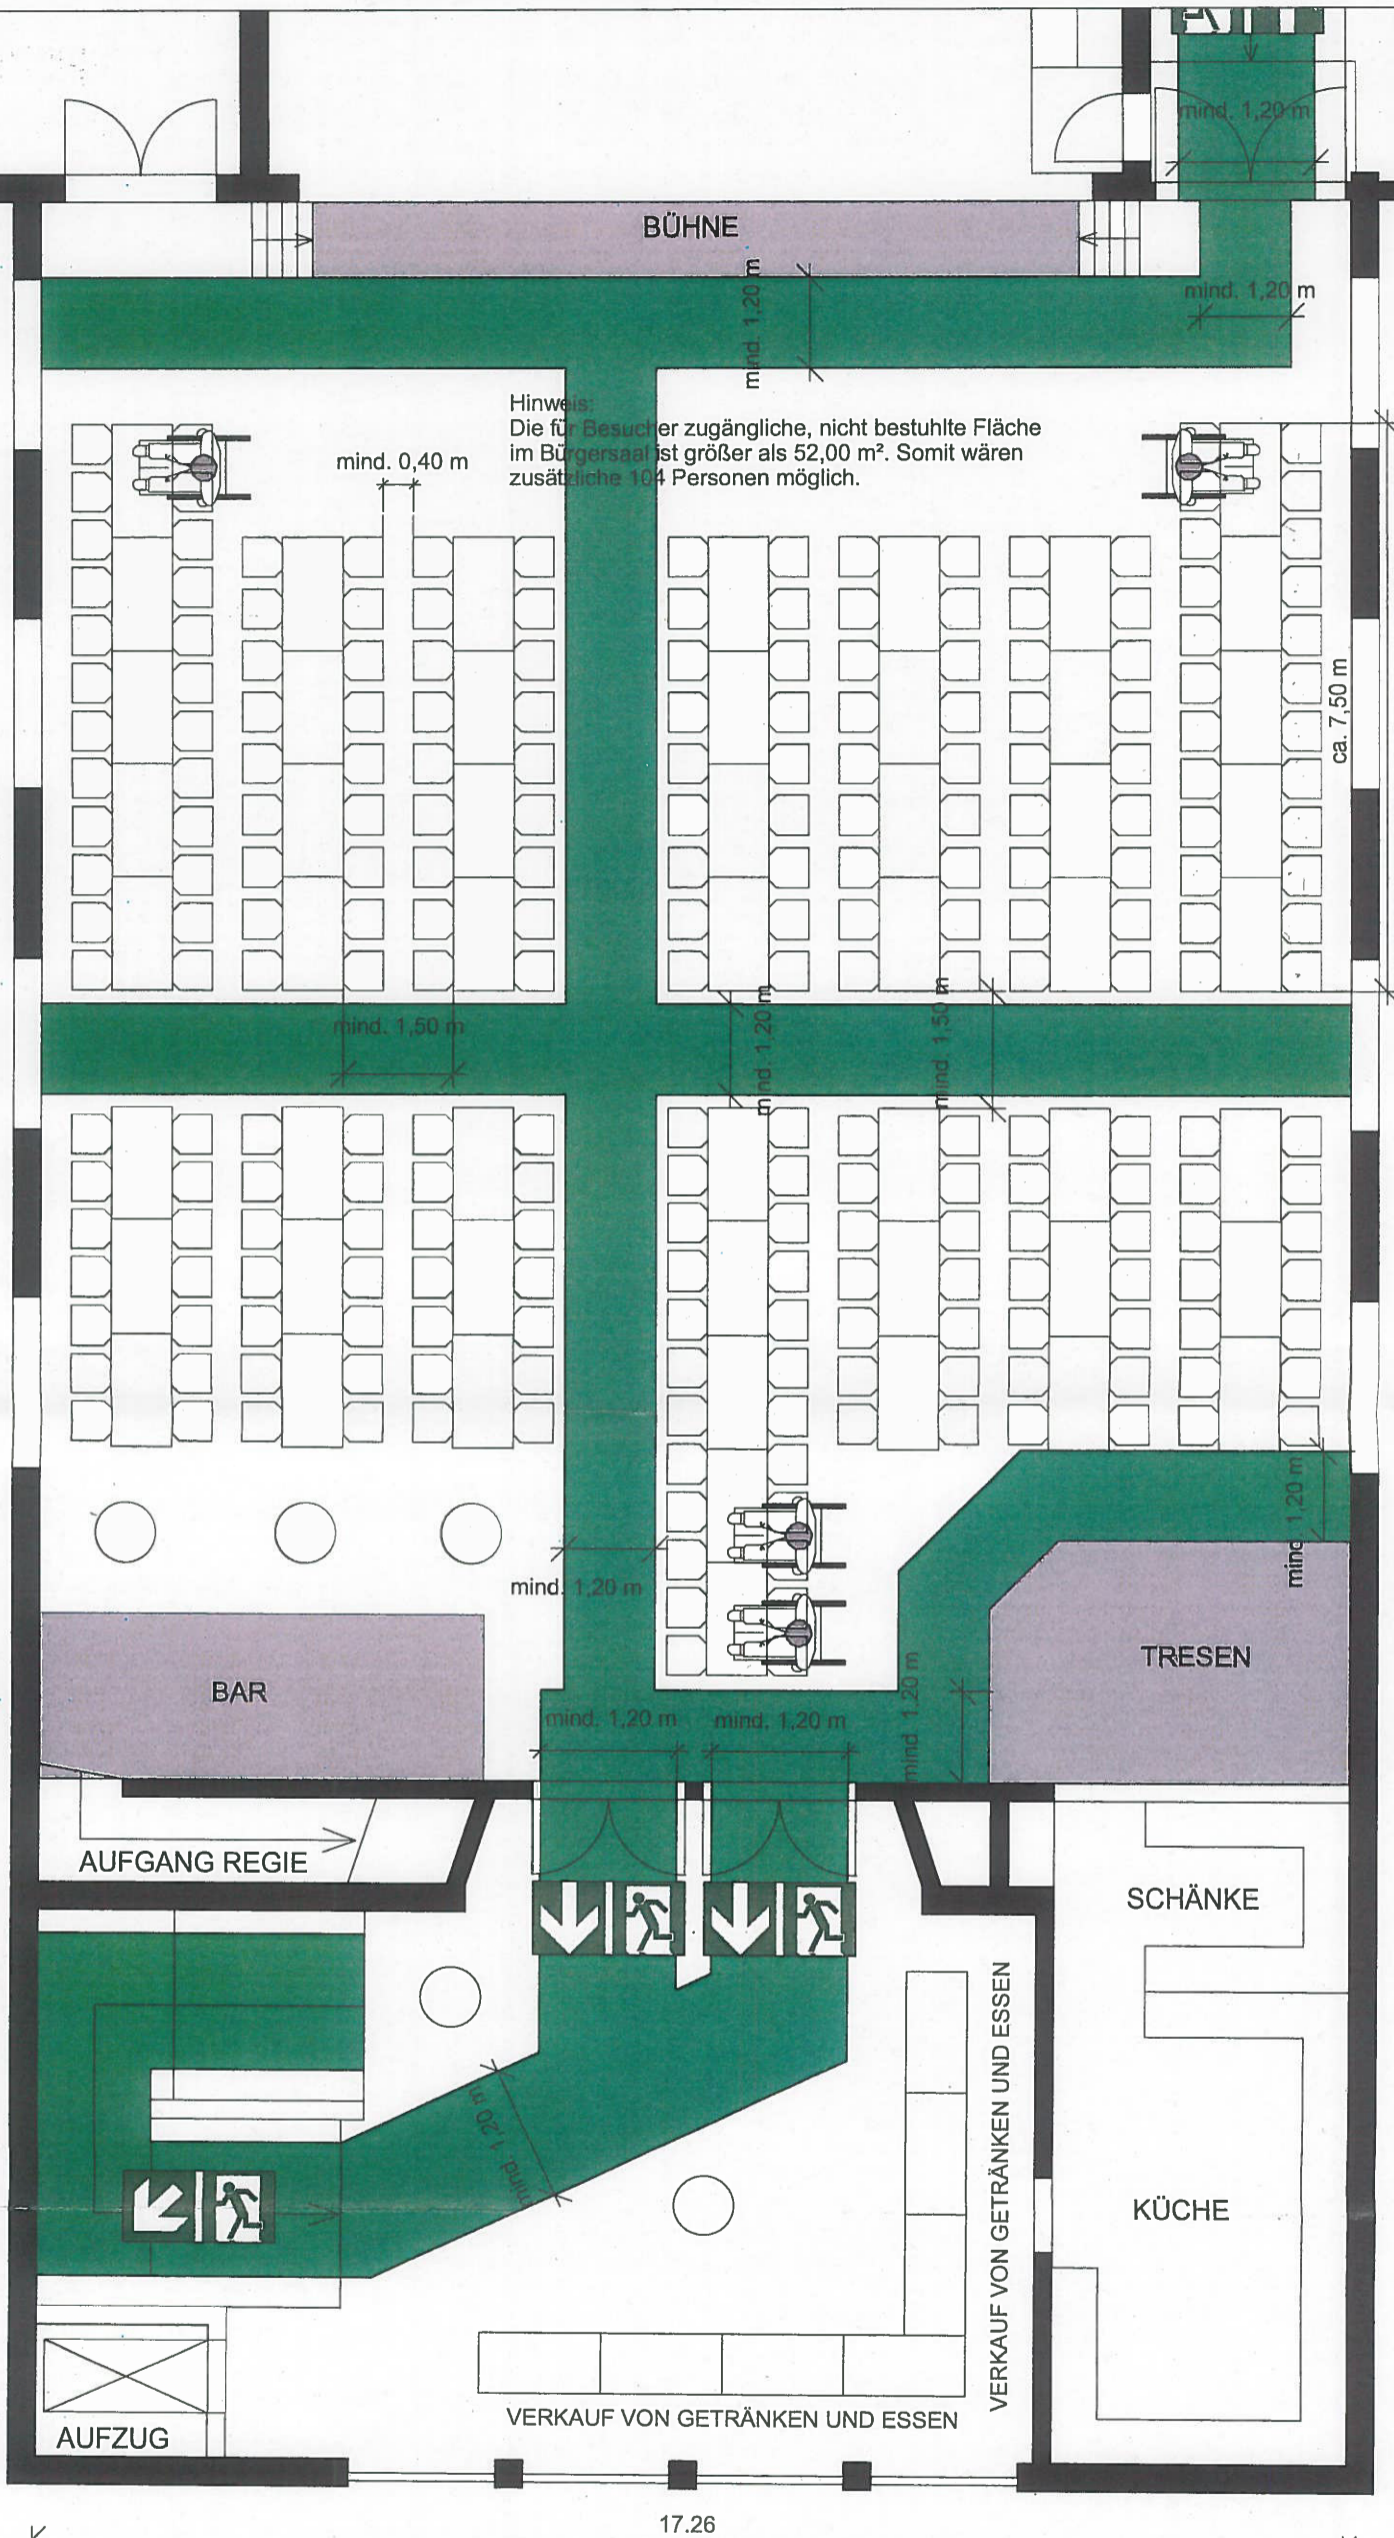 mind. 1,20 m
BÜHNE
mind. 1,20 m
mind. 1,20 m
Hinweis:
Die für Besucher zugängliche, nicht bestuhlte Fläche
im Bürgersaal ist größer als 52,00 m². Somit wären
zusätzliche 104 Personen möglich.
mind. 0,40 m
ca. 7,50 m
mind. 1,50 m
mind. 1,20 m
mind 1,50 m
mind. 1,20 m
mind. 1,20 m
BAR
TRESEN
mind. 1,20 m
mind. 1,20 m
mind 1,20 m
AUFGANG REGIE
SCHÄNKE
mind. 1,20 m
VERKAUF VON GETRÄNKEN UND ESSEN
KÜCHE
VERKAUF VON GETRÄNKEN UND ESSEN
AUFZUG
17.26